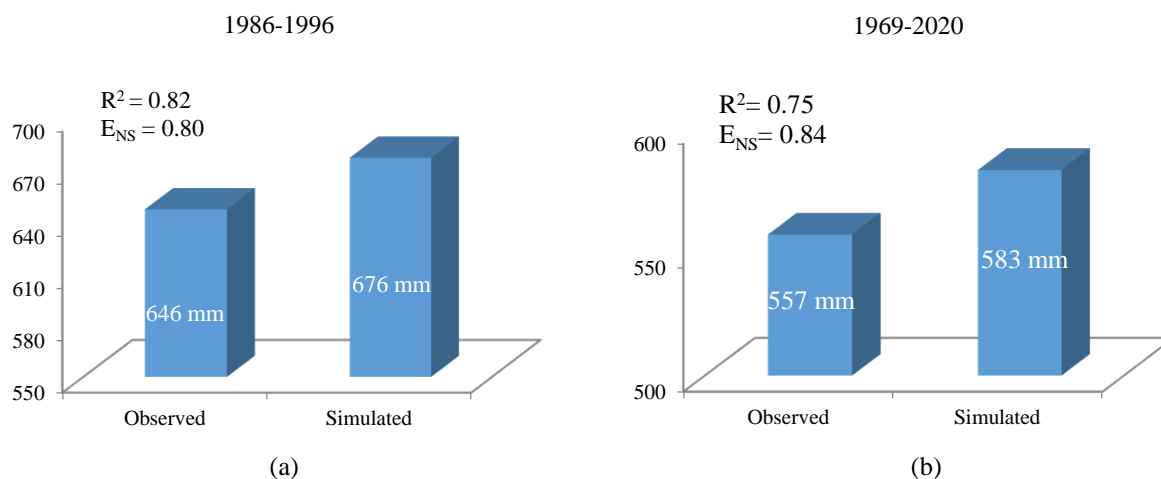 1986-1996
R² = 0.82
E_NS = 0.80
700
670
640
610
580
550
646 mm
676 mm
Observed
Simulated
(a)
1969-2020
R²= 0.75
E_NS= 0.84
600
550
500
557 mm
583 mm
Observed
Simulated
(b)